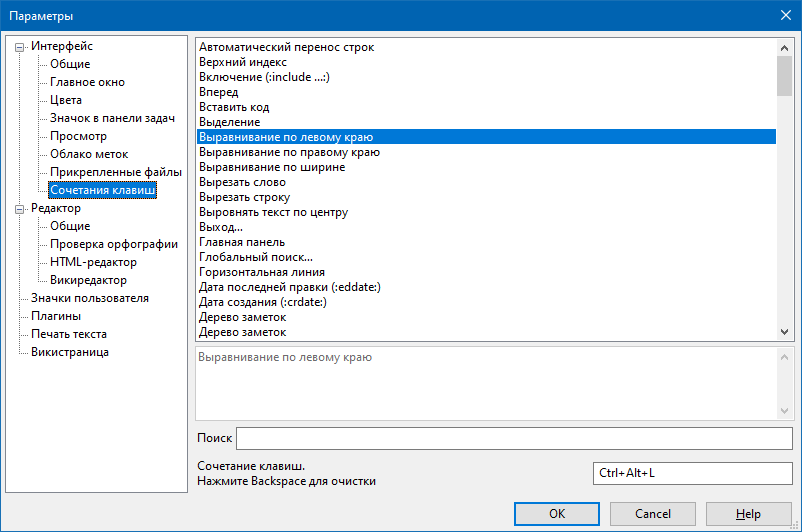 Параметры
Интерфейс
Общие
Главное окно
Цвета
Значок в панели задач
Просмотр
Облако меток
Прикрепленные файлы
Сочетания клавиш
Редактор
Общие
Проверка орфографии
HTML-редактор
Викиредактор
Значки пользователя
Плагины
Печать текста
Викистраница
Автоматический перенос строк
Верхний индекс
Включение (:include ...:)
Вперед
Вставить код
Выделение
Выравнивание по левому краю
Выравнивание по правому краю
Выравнивание по ширине
Вырезать слово
Вырезать строку
Выровнять текст по центру
Выход...
Главная панель
Глобальный поиск...
Горизонтальная линия
Дата последней правки (:eddate:)
Дата создания (:crdate:)
Дерево заметок
Дерево заметок
Выравнивание по левому краю
Поиск
Сочетание клавиш.
Нажмите Backspace для очистки
Ctrl+Alt+L
OK
Cancel
Help